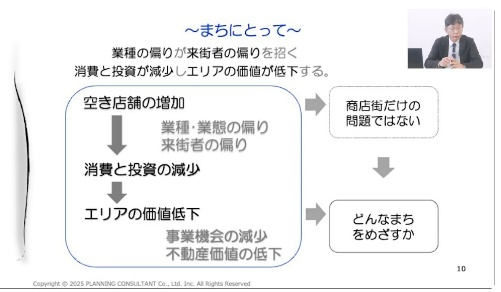 ～まちにとって～
業種の偏りが来街者の偏りを招く
消費と投資が減少しエリアの価値が低下する。
空き店舗の増加
業種･業態の偏り
来街者の偏り
消費と投資の減少
エリアの価値低下
事業機会の減少
不動産価値の低下
商店街だけの
問題ではない
どんなまち
をめざすか
10
Copyright © 2025 PLANNING CONSULTANT Co., Ltd. Inc. All Rights Reserved